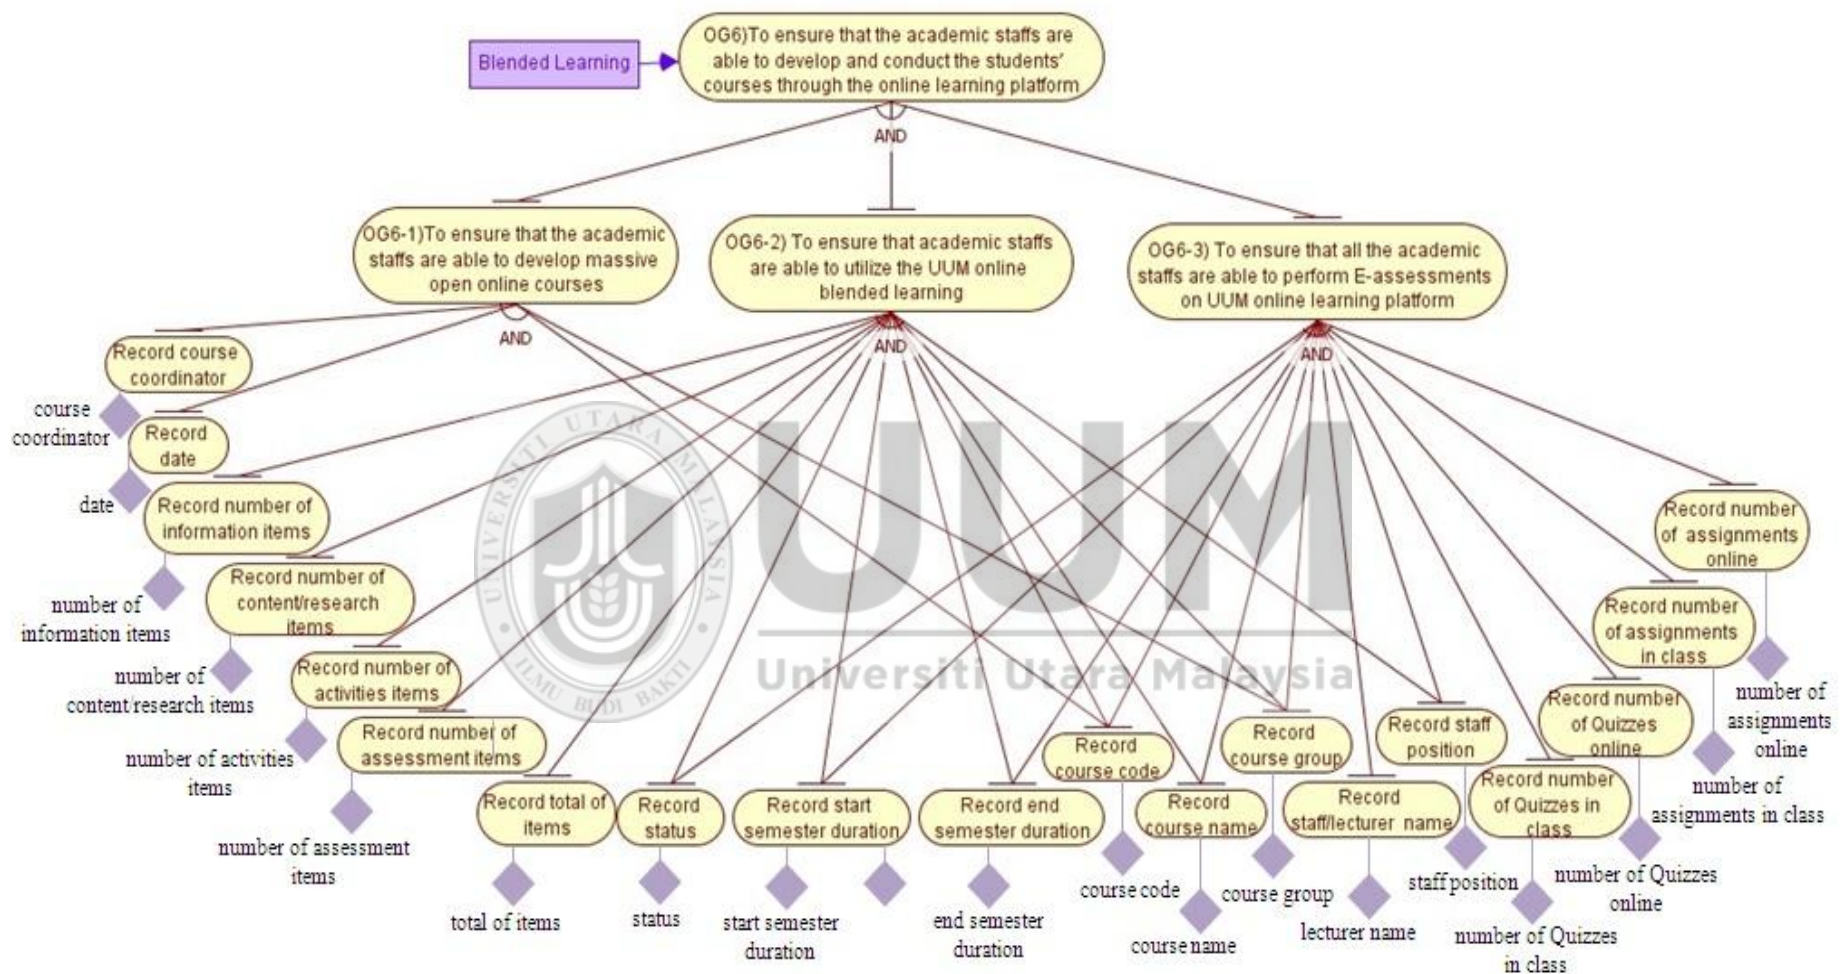 OG6)To ensure that the academic staffs are
able to develop and conduct the students'
courses through the online learning platform
Blended Learning
AND
OG6-1)To ensure that the academic
staffs are able to develop massive
open online courses
OG6-2) To ensure that academic staffs
are able to utilize the UUM online
blended learning
OG6-3) To ensure that all the academic
staffs are able to perform E-assessments
on UUM online learning platform
AND
AND
AND
Record course
coordinator
course
coordinator
Record
date
date
Record number of
information items
number of
information items
Record number of
content/research
items
number of
content/research items
Record number of
activities items
number of activities
items
Record number of
assessment items
number of assessment
items
Record total of
items
total of items
Record
status
status
Record start
semester duration
start semester
duration
Record end
semester duration
end semester
duration
Record
course code
course code
Record
course name
course name
Record
course group
course group
Record
staff/lecturer name
lecturer name
Record staff
position
staff position
Record number
of Quizzes in
class
number of Quizzes
in class
Record number
of Quizzes
online
number of Quizzes
online
Record number
of assignments
in class
number of
assignments in class
Record number
of assignments
online
number of
assignments
online
UNIVERSITI UTARA MALAYSIA
ILMU BUDI BAKTI
UUM
Universiti Utara Malaysia